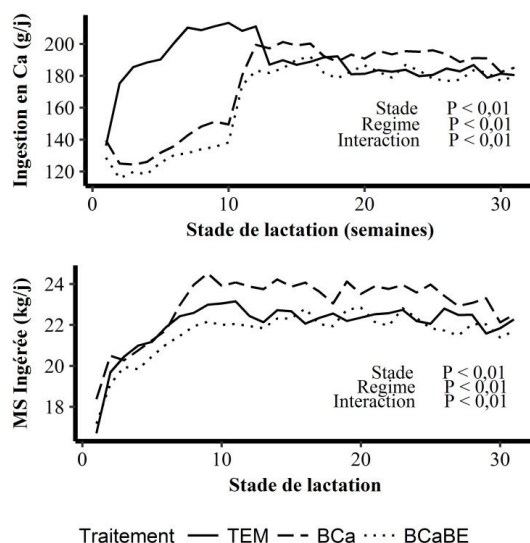 Ingestion en Ca (g/j)
200
180
160
140
120
Stade P < 0,01
Regime P < 0,01
Interaction P < 0,01
0 10 20 30
Stade de lactation (semaines)
MS Ingérée (kg/j)
24
22
20
18
Stade P < 0,01
Regime P < 0,01
Interaction P < 0,01
0 10 20 30
Stade de lactation
Traitement TEM BCa BCaBE